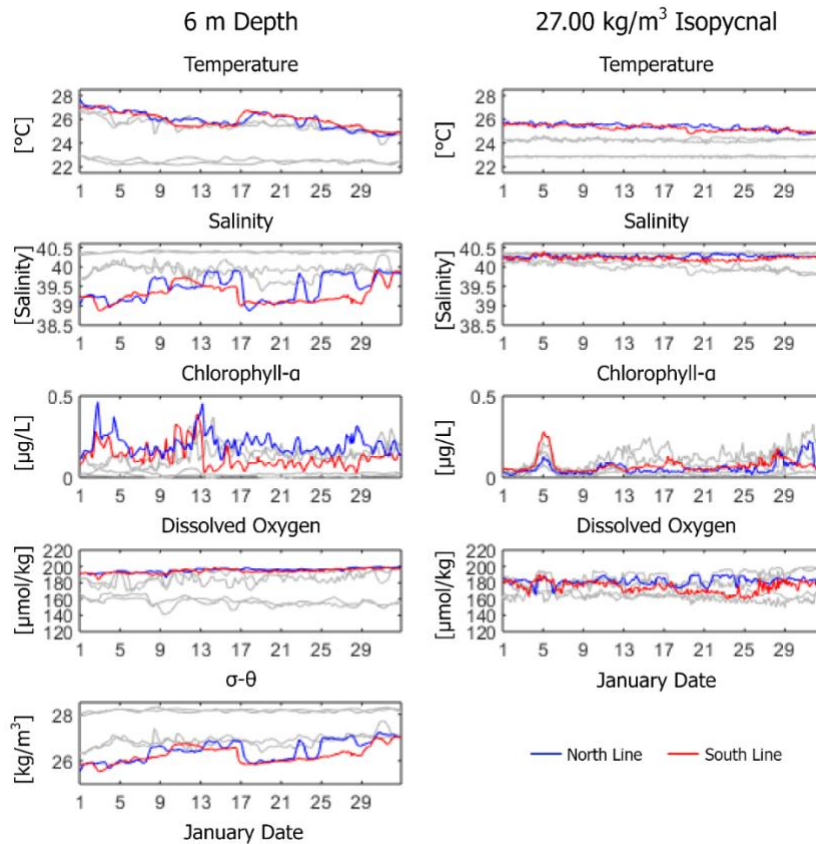 6 m Depth
27.00 kg/m³ Isopycnal
Temperature
[°C]
28
26
24
22
1 5 9 13 17 21 25 29
Salinity
[Salinity]
40.5
40
39.5
39
38.5
1 5 9 13 17 21 25 29
Chlorophyll-ɑ
[µg/L]
0.5
0
1 5 9 13 17 21 25 29
Dissolved Oxygen
[µmol/kg]
220
200
180
160
140
120
1 5 9 13 17 21 25 29
σ-θ
[kg/m³]
28
26
1 5 9 13 17 21 25 29
January Date
Temperature
[°C]
28
26
24
22
1 5 9 13 17 21 25 29
Salinity
[Salinity]
40.5
40
39.5
39
38.5
1 5 9 13 17 21 25 29
Chlorophyll-ɑ
[µg/L]
0.5
0
1 5 9 13 17 21 25 29
Dissolved Oxygen
[µmol/kg]
220
200
180
160
140
120
1 5 9 13 17 21 25 29
January Date
North Line South Line